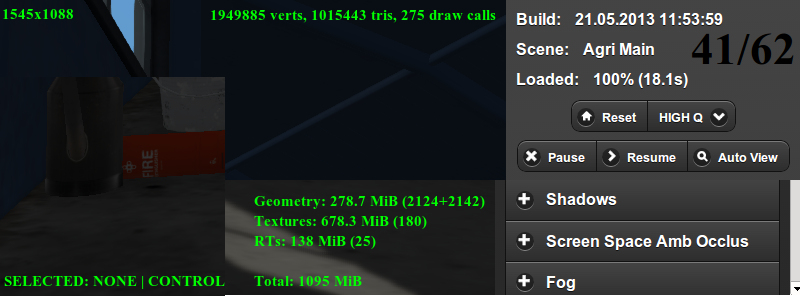 1545x1088
1949885 verts, 1015443 tris, 275 draw calls
Build: 21.05.2013 11:53:59
41/62
Scene: Agri Main
Loaded: 100% (18.1s)
Reset
HIGH Q
Pause
Resume
Auto View
FIRE
Geometry: 278.7 MiB (2124+2142)
Textures: 678.3 MiB (180)
RTs: 138 MiB (25)
Total: 1095 MiB
SELECTED: NONE | CONTROL
Shadows
Screen Space Amb Occlus
Fog